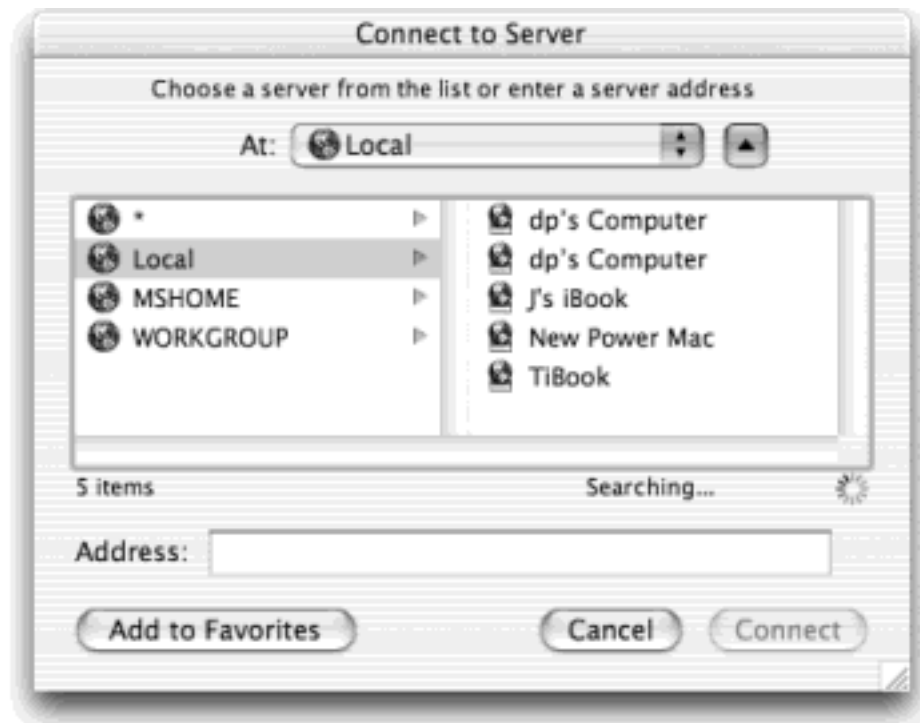 Connect to Server
Choose a server from the list or enter a server address
At: Local
*
Local
MSHOME
WORKGROUP
dp's Computer
dp's Computer
J's iBook
New Power Mac
TiBook
5 items
Searching...
Address:
Add to Favorites
Cancel
Connect